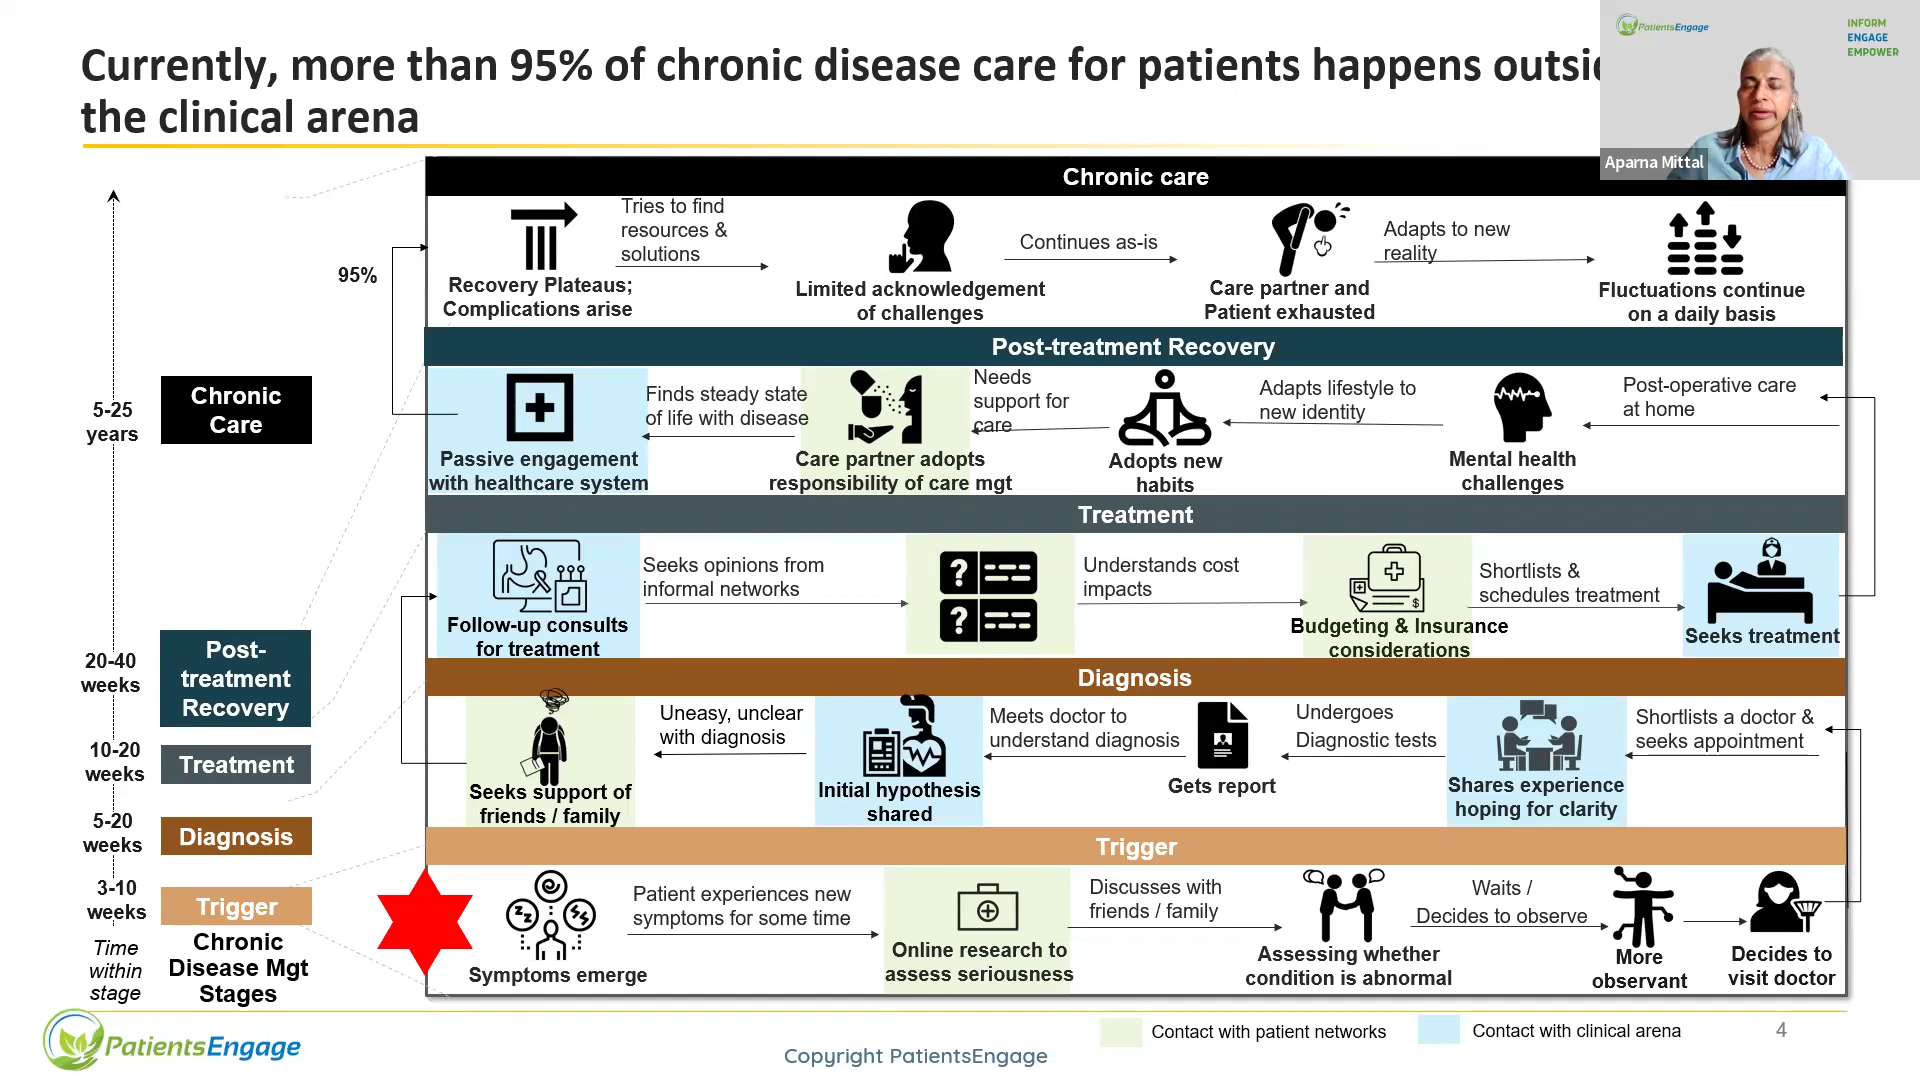 Currently, more than 95% of chronic disease care for patients happens
the clinical arena
PatientsEngage
INFORM
ENGAGE
EMPOWER
Aparna Mittal
Chronic care
Tries to find
resources &
solutions
Continues as-is
Adapts to new
reality
Recovery Plateaus;
Complications arise
Limited acknowledgement
of challenges
Care partner and
Patient exhausted
Fluctuations continue
on a daily basis
95%
Post-treatment Recovery
Finds steady state
of life with disease
Needs
support for
care
Adapts lifestyle to
new identity
Post-operative care
at home
Passive engagement
with healthcare system
Care partner adopts
responsibility of care mgt
Adopts new
habits
Mental health
challenges
Treatment
Seeks opinions from
informal networks
? 
?
Understands cost
impacts
Shortlists &
schedules treatment
$
Follow-up consults
for treatment
Budgeting & Insurance
considerations
Seeks treatment
Diagnosis
Uneasy, unclear
with diagnosis
Meets doctor to
understand diagnosis
Undergoes
Diagnostic tests
Shortlists a doctor &
seeks appointment
Seeks support of
friends / family
Initial hypothesis
shared
Gets report
Shares experience
hoping for clarity
Trigger
Patient experiences new
symptoms for some time
Discusses with
friends / family
Waits /
Decides to observe
Symptoms emerge
Online research to
assess seriousness
Assessing whether
condition is abnormal
More
observant
Decides to
visit doctor
5-25
years
Chronic
Care
20-40
weeks
Post-
treatment
Recovery
10-20
weeks
Treatment
5-20
weeks
Diagnosis
3-10
weeks
Trigger
Time
within
stage
Chronic
Disease Mgt
Stages
PatientsEngage
Copyright PatientsEngage
Contact with patient networks
Contact with clinical arena
4